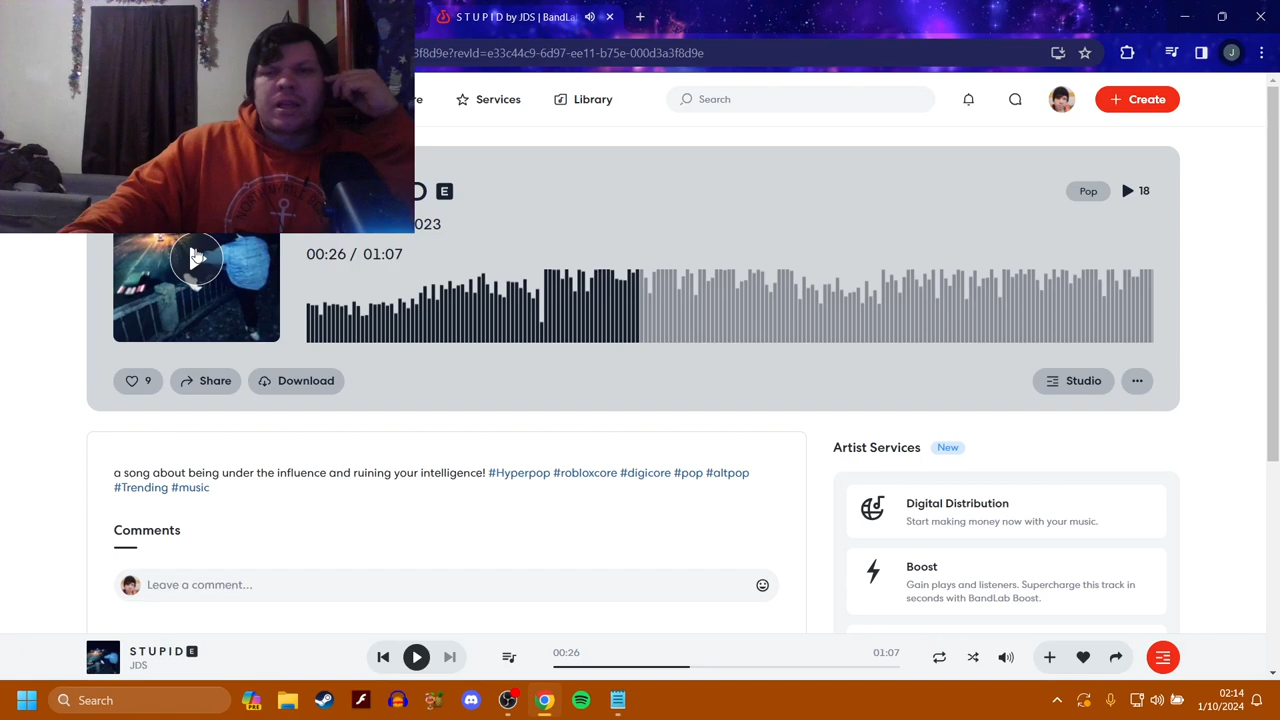 S T U P I D by JDS | BandLa
3f8d9e?revId=e33c44c9-6d97-ee11-b75e-000d3a3f8d9e
J
re
Services
Library
Search
+ Create
D E
Pop
18
023
00:26 / 01:07
9
Share
Download
Studio
a song about being under the influence and ruining your intelligence! #Hyperpop #robloxcore #digicore #pop #altpop
#Trending #music
Comments
Leave a comment...
Artist Services
New
Digital Distribution
Start making money now with your music.
Boost
Gain plays and listeners. Supercharge this track in
seconds with BandLab Boost.
S T U P I D E
JDS
00:26
01:07
Search
PRE
02:14
1/10/2024